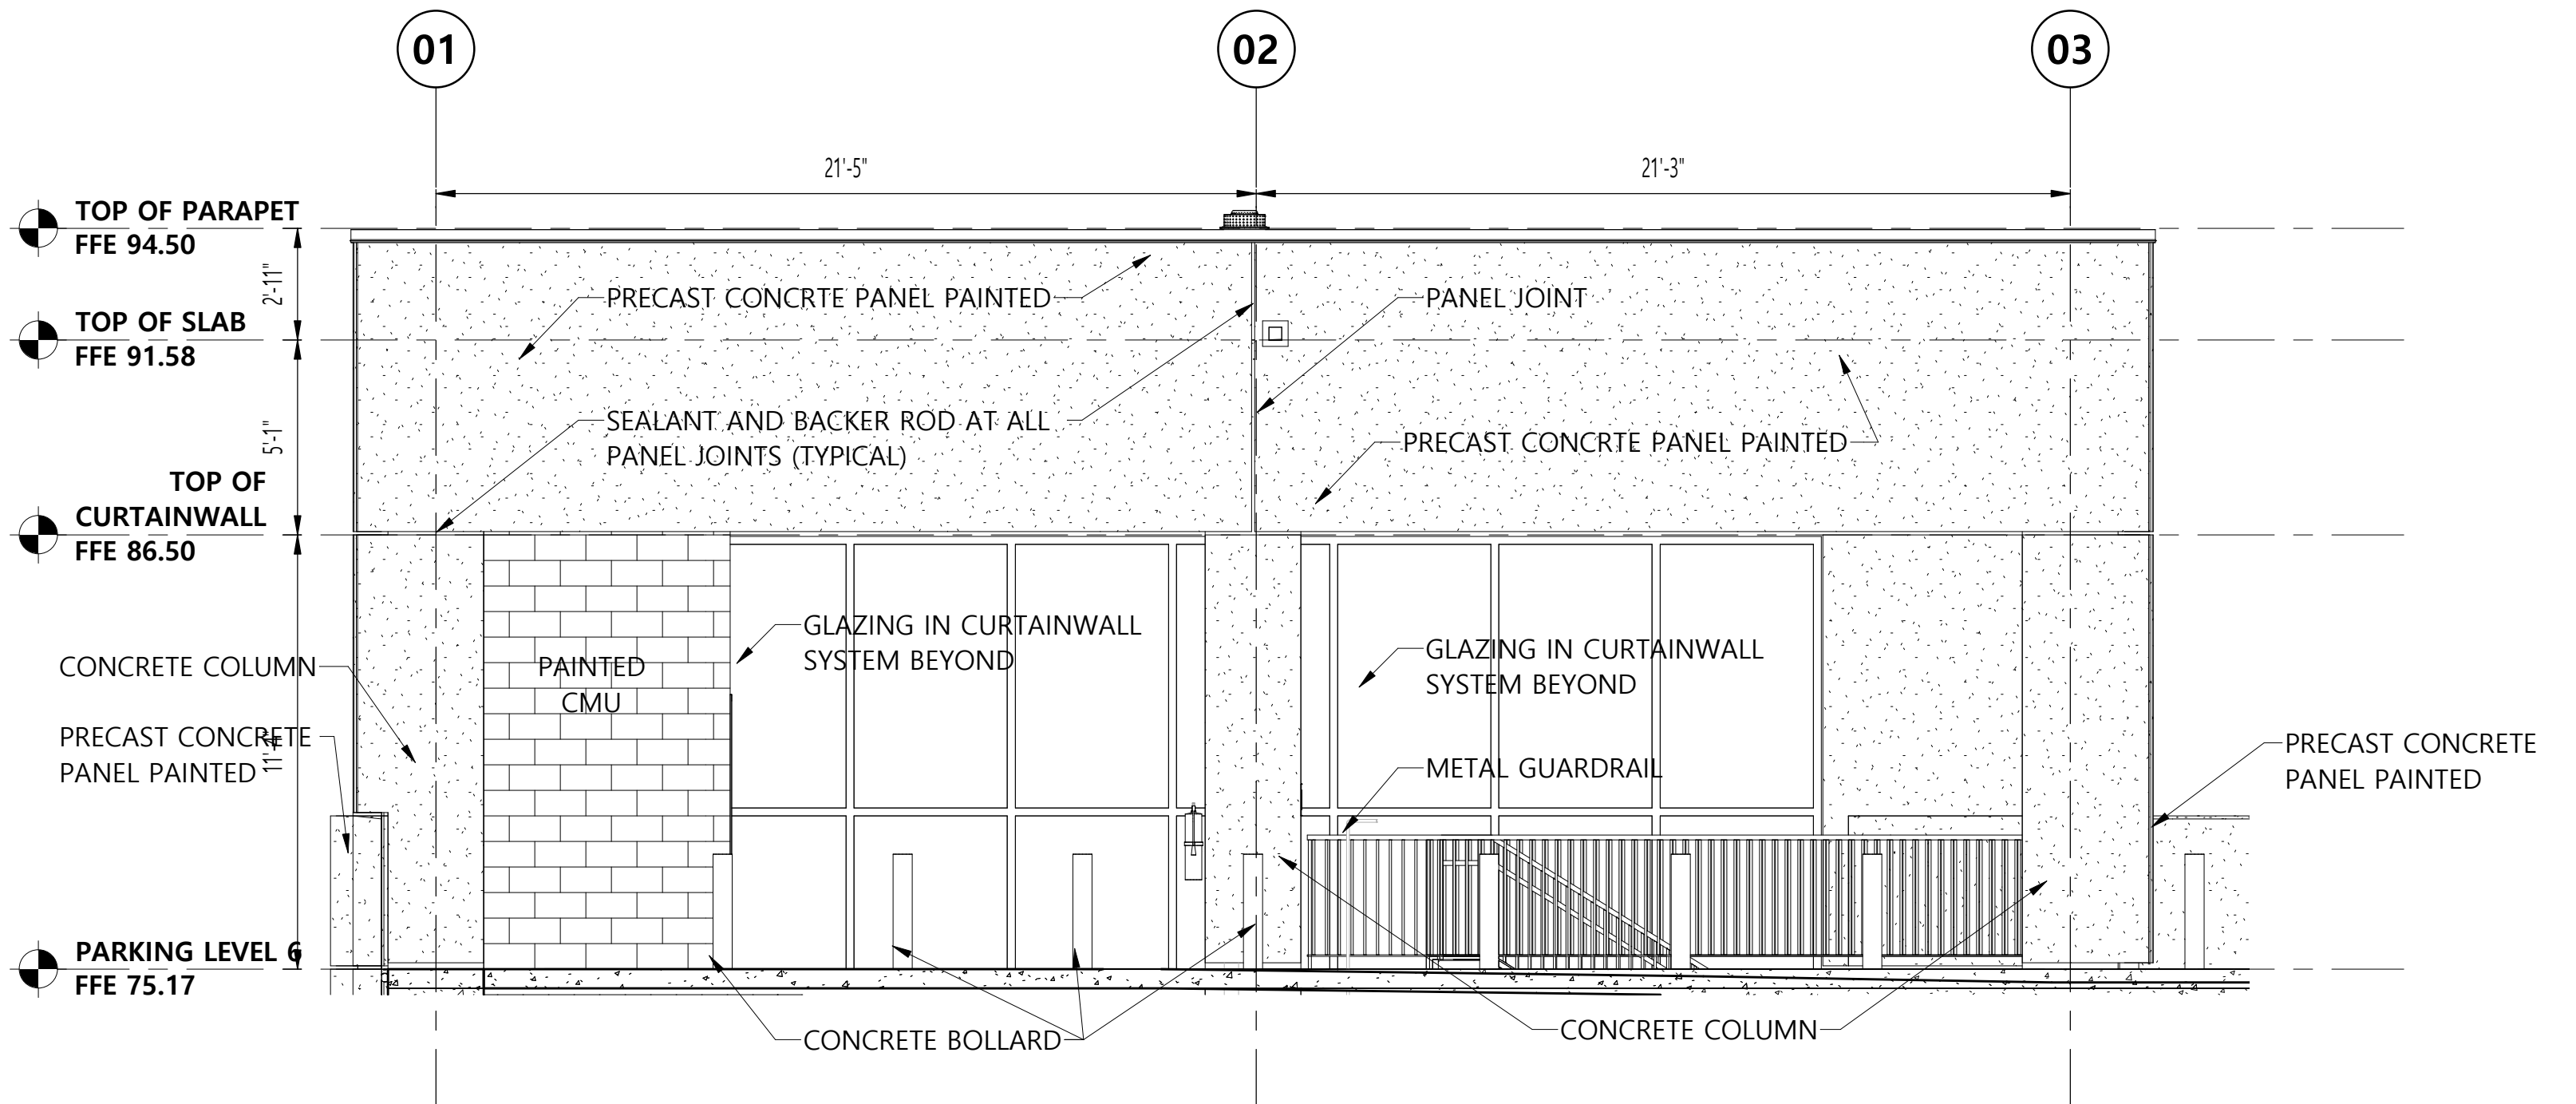 01
02
03
21'-5"
21'-3"
TOP OF PARAPET
FFE 94.50
2'-11"
PRECAST CONCRTE PANEL PAINTED
PANEL JOINT
TOP OF SLAB
FFE 91.58
5'-1"
SEALANT AND BACKER ROD AT ALL
PANEL JOINTS (TYPICAL)
PRECAST CONCRTE PANEL PAINTED
TOP OF
CURTAINWALL
FFE 86.50
GLAZING IN CURTAINWALL
SYSTEM BEYOND
GLAZING IN CURTAINWALL
SYSTEM BEYOND
CONCRETE COLUMN
PAINTED
CMU
PRECAST CONCRETE
PANEL PAINTED
11'-4"
METAL GUARDRAIL
PRECAST CONCRETE
PANEL PAINTED
PARKING LEVEL 6
FFE 75.17
CONCRETE BOLLARD
CONCRETE COLUMN